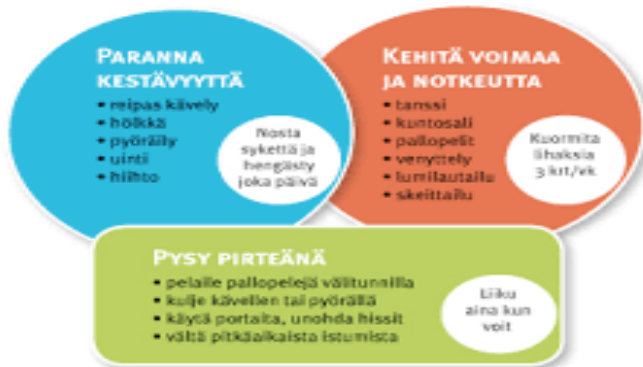 PARANNA
KESTÄVYYTTÄ
• reipas kävely
• hölkkä
• pyöräily
• uinti
• hiihto
Nosta
sykettä ja
hengästy
joka päivä
KEHITÄ VOIMAA
JA NOTKEUTTA
• tanssi
• kuntosali
• pallopelit
• venyttely
• lumilautailu
• skeittailu
Kuormita
lihaksia
3 krt/vk
PYSY PIRTEÄNÄ
• pelaile pallopelejä välitunnilla
• kulje kävellen tai pyörällä
• käytä portaita, unohda hissit
• vältä pitkäaikaista istumista
Liiku
aina kun
voit